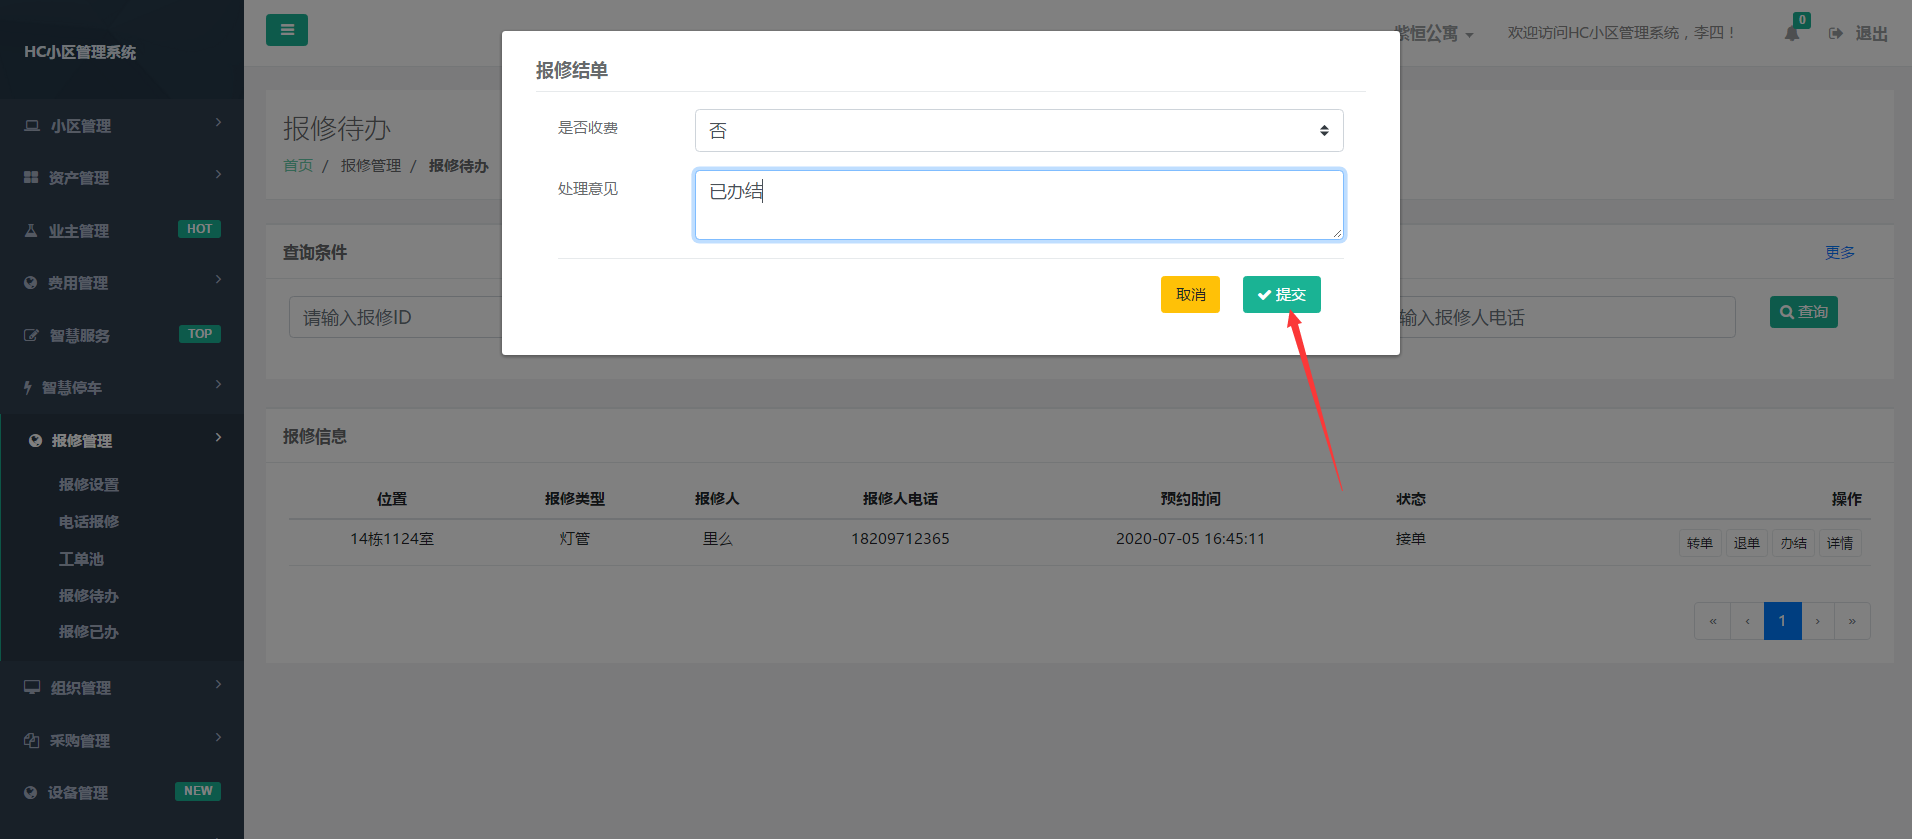 HC小区管理系统
小区管理
资产管理
业主管理 HOT
费用管理
智慧服务 TOP
智慧停车
报修管理
报修设置
电话报修
工单池
报修待办
报修已办
组织管理
采购管理
设备管理 NEW
紫恒公寓 欢迎访问HC小区管理系统，李四！ 0 退出
报修待办
首页 / 报修管理 / 报修待办
报修结单
是否收费 否
处理意见 已办结
取消 提交
查询条件 更多
请输入报修ID 输入报修人电话 查询
报修信息
位置 报修类型 报修人 报修人电话 预约时间 状态 操作
14栋1124室 灯管 里么 18209712365 2020-07-05 16:45:11 接单 转单 退单 办结 详情
« ‹ 1 › »